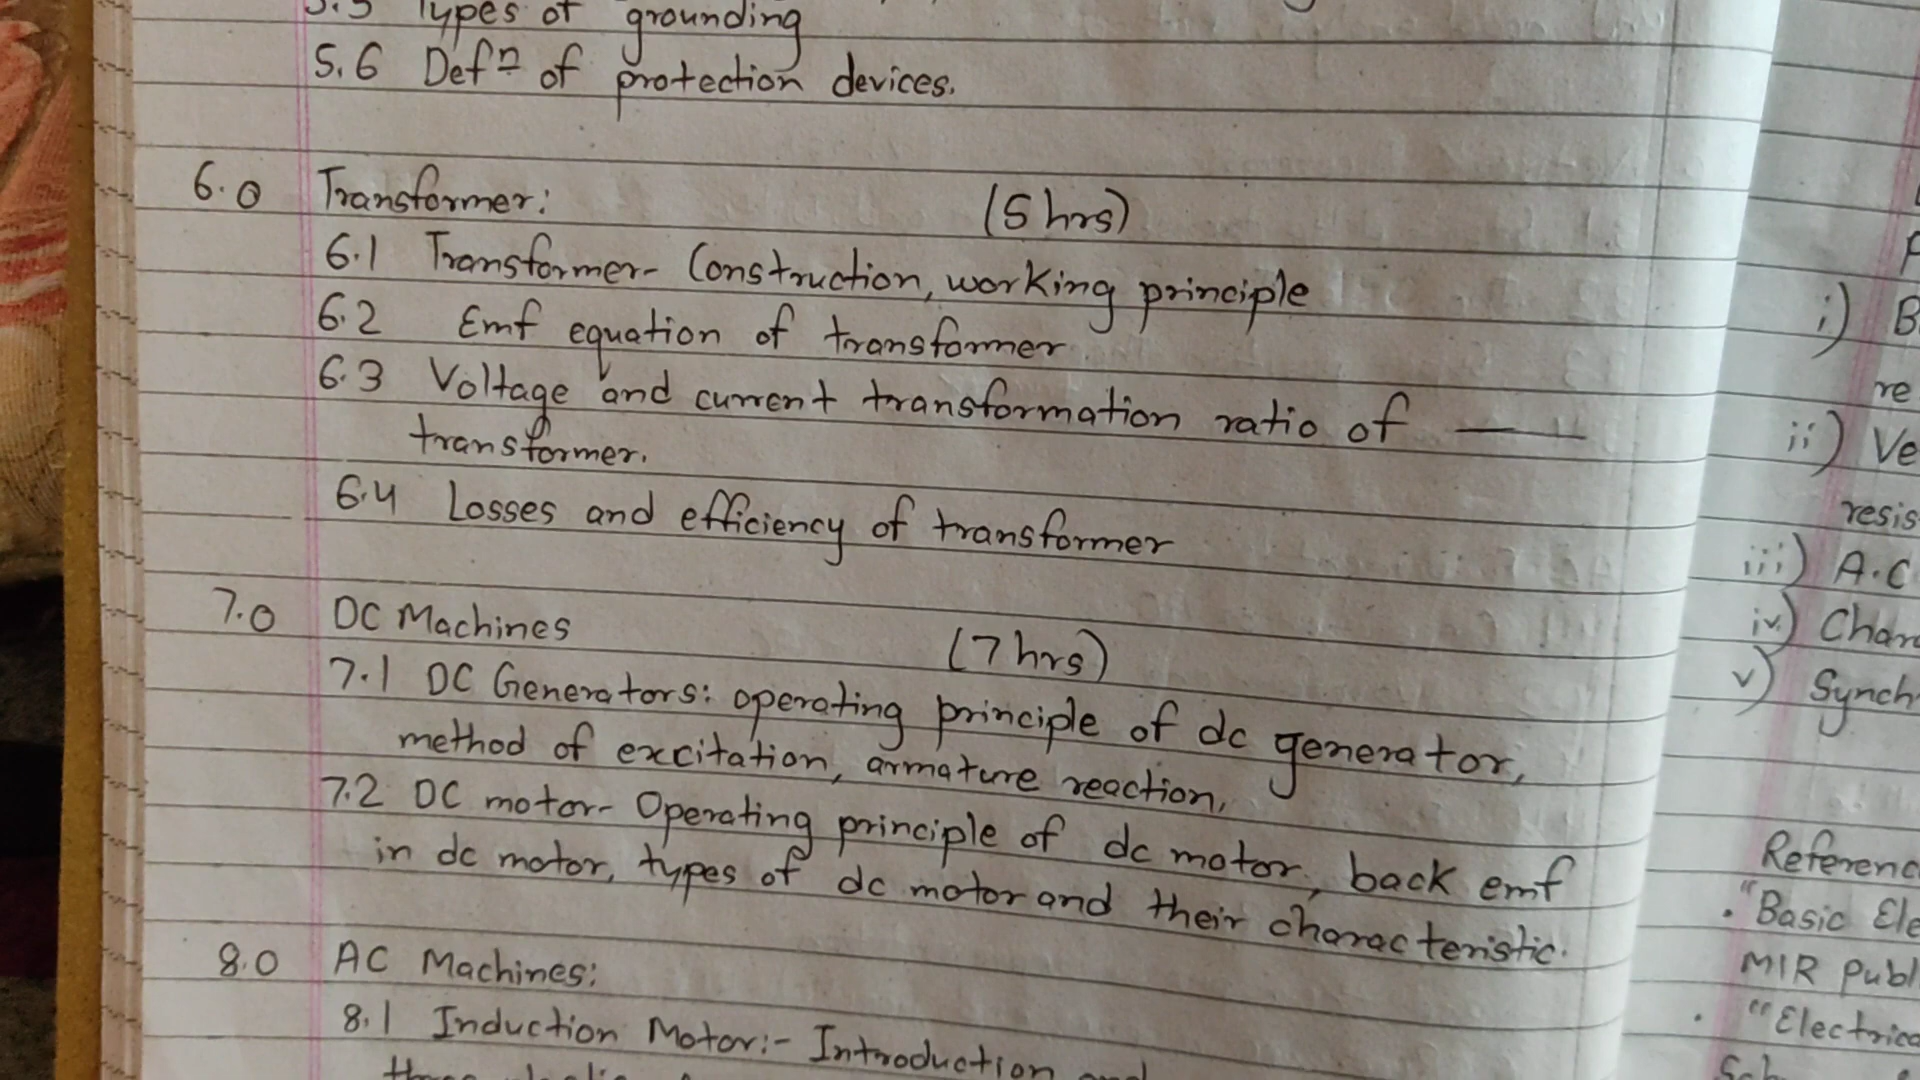 5.5 Types of grounding
5.6 Defn of protection devices.
6.0 Transformer: (5 hrs)
6.1 Transformer- Construction, working principle
6.2 Emf equation of transformer
6.3 Voltage and current transformation ratio of —
transformer.
6.4 Losses and efficiency of transformer
7.0 DC Machines (7 hrs)
7.1 DC Generators: operating principle of dc generator,
method of excitation, armature reaction,
7.2 DC motor- Operating principle of dc motor, back emf
in dc motor, types of dc motor and their characteristic.
8.0 AC Machines:
8.1 Induction Motor:- Introduction and
i) B
re
ii) Ve
resis
iii) A.C
iv) Chara
v) Synch
Referenc
. "Basic Ele
MIR Publ
. "Electrica